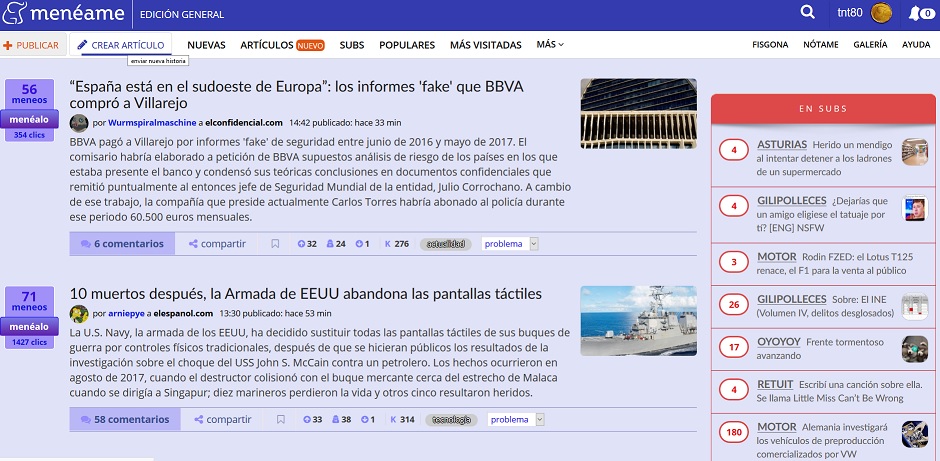 menéame
EDICIÓN GENERAL
tnt80
0
PUBLICAR
CREAR ARTÍCULO
NUEVAS
ARTÍCULOS NUEVO
SUBS
POPULARES
MÁS VISITADAS
MÁS
FISGONA
NÓTAME
GALERÍA
AYUDA
enviar nueva historia
56
meneos
menéalo
354 clics
“España está en el sudoeste de Europa”: los informes 'fake' que BBVA
compró a Villarejo
por Wurmspiralmaschine a elconfidencial.com 14:42 publicado: hace 33 min
BBVA pagó a Villarejo por informes 'fake' de seguridad entre junio de 2016 y mayo de 2017. El
comisario habría elaborado a petición de BBVA supuestos análisis de riesgo de los países en los que
estaba presente el banco y condensó sus teóricas conclusiones en documentos confidenciales que
remitió puntualmente al entonces jefe de Seguridad Mundial de la entidad, Julio Corrochano. A cambio
de ese trabajo, la compañía que preside actualmente Carlos Torres habría abonado al policía durante
ese periodo 60.500 euros mensuales.
6 comentarios
compartir
32
24
1
K 276
actualidad
problema
71
meneos
menéalo
1427 clics
10 muertos después, la Armada de EEUU abandona las pantallas táctiles
por arniepye a elespanol.com 13:30 publicado: hace 53 min
La U.S. Navy, la armada de los EEUU, ha decidido sustituir todas las pantallas táctiles de sus buques de
guerra por controles físicos tradicionales, después de que se hicieran públicos los resultados de la
investigación sobre el choque del USS John S. McCain contra un petrolero. Los hechos ocurrieron en
agosto de 2017, cuando el destructor colisionó con el buque mercante cerca del estrecho de Malaca
cuando se dirigía a Singapur; diez marineros perdieron la vida y otros cinco resultaron heridos.
58 comentarios
compartir
33
38
1
K 314
tecnología
problema
EN SUBS
4
ASTURIAS Herido un mendigo
al intentar detener a los ladrones
de un supermercado
4
GILIPOLLECES ¿Dejarías que
un amigo eligiese el tatuaje por
ti? [ENG] NSFW
3
MOTOR Rodin FZED: el Lotus T125
renace, el F1 para la venta al público
26
GILIPOLLECES Sobre: El INE
(Volumen IV, delitos desglosados)
17
OYOYOY Frente tormentoso
avanzando
4
RETUIT Escribí una canción sobre ella.
Se llama Little Miss Can't Be Wrong
180
MOTOR Alemania investigará
los vehículos de preproducción
comercializados por VW